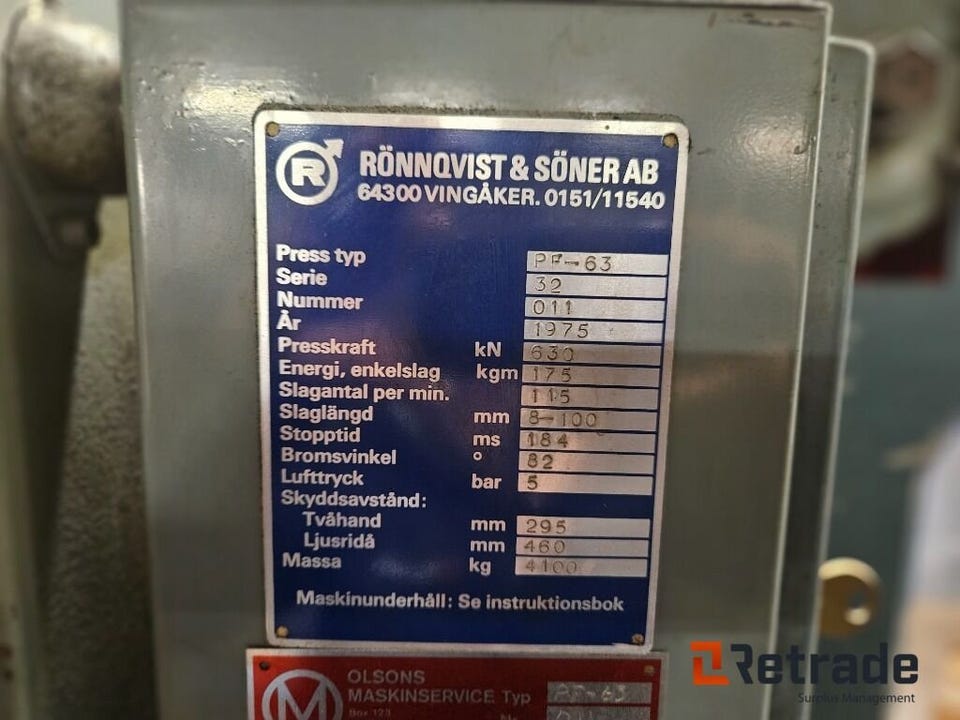 R RÖNNQVIST & SÖNER AB
64300 VINGÅKER. 0151/11540
Press typ PF-63
Serie 32
Nummer 011
År 1975
Presskraft kN 630
Energi, enkelslag kgm 175
Slagantal per min. 115
Slaglängd mm 8-100
Stopptid ms 184
Bromsvinkel ° 82
Lufttryck bar 5
Skyddsavstånd:
Tvåhand mm 295
Ljusridå mm 460
Massa kg 4100
Maskinunderhåll: Se instruktionsbok
M OLSONS
MASKINSERVICE Typ PF-63
Box 123
Retrade
Surplus Management